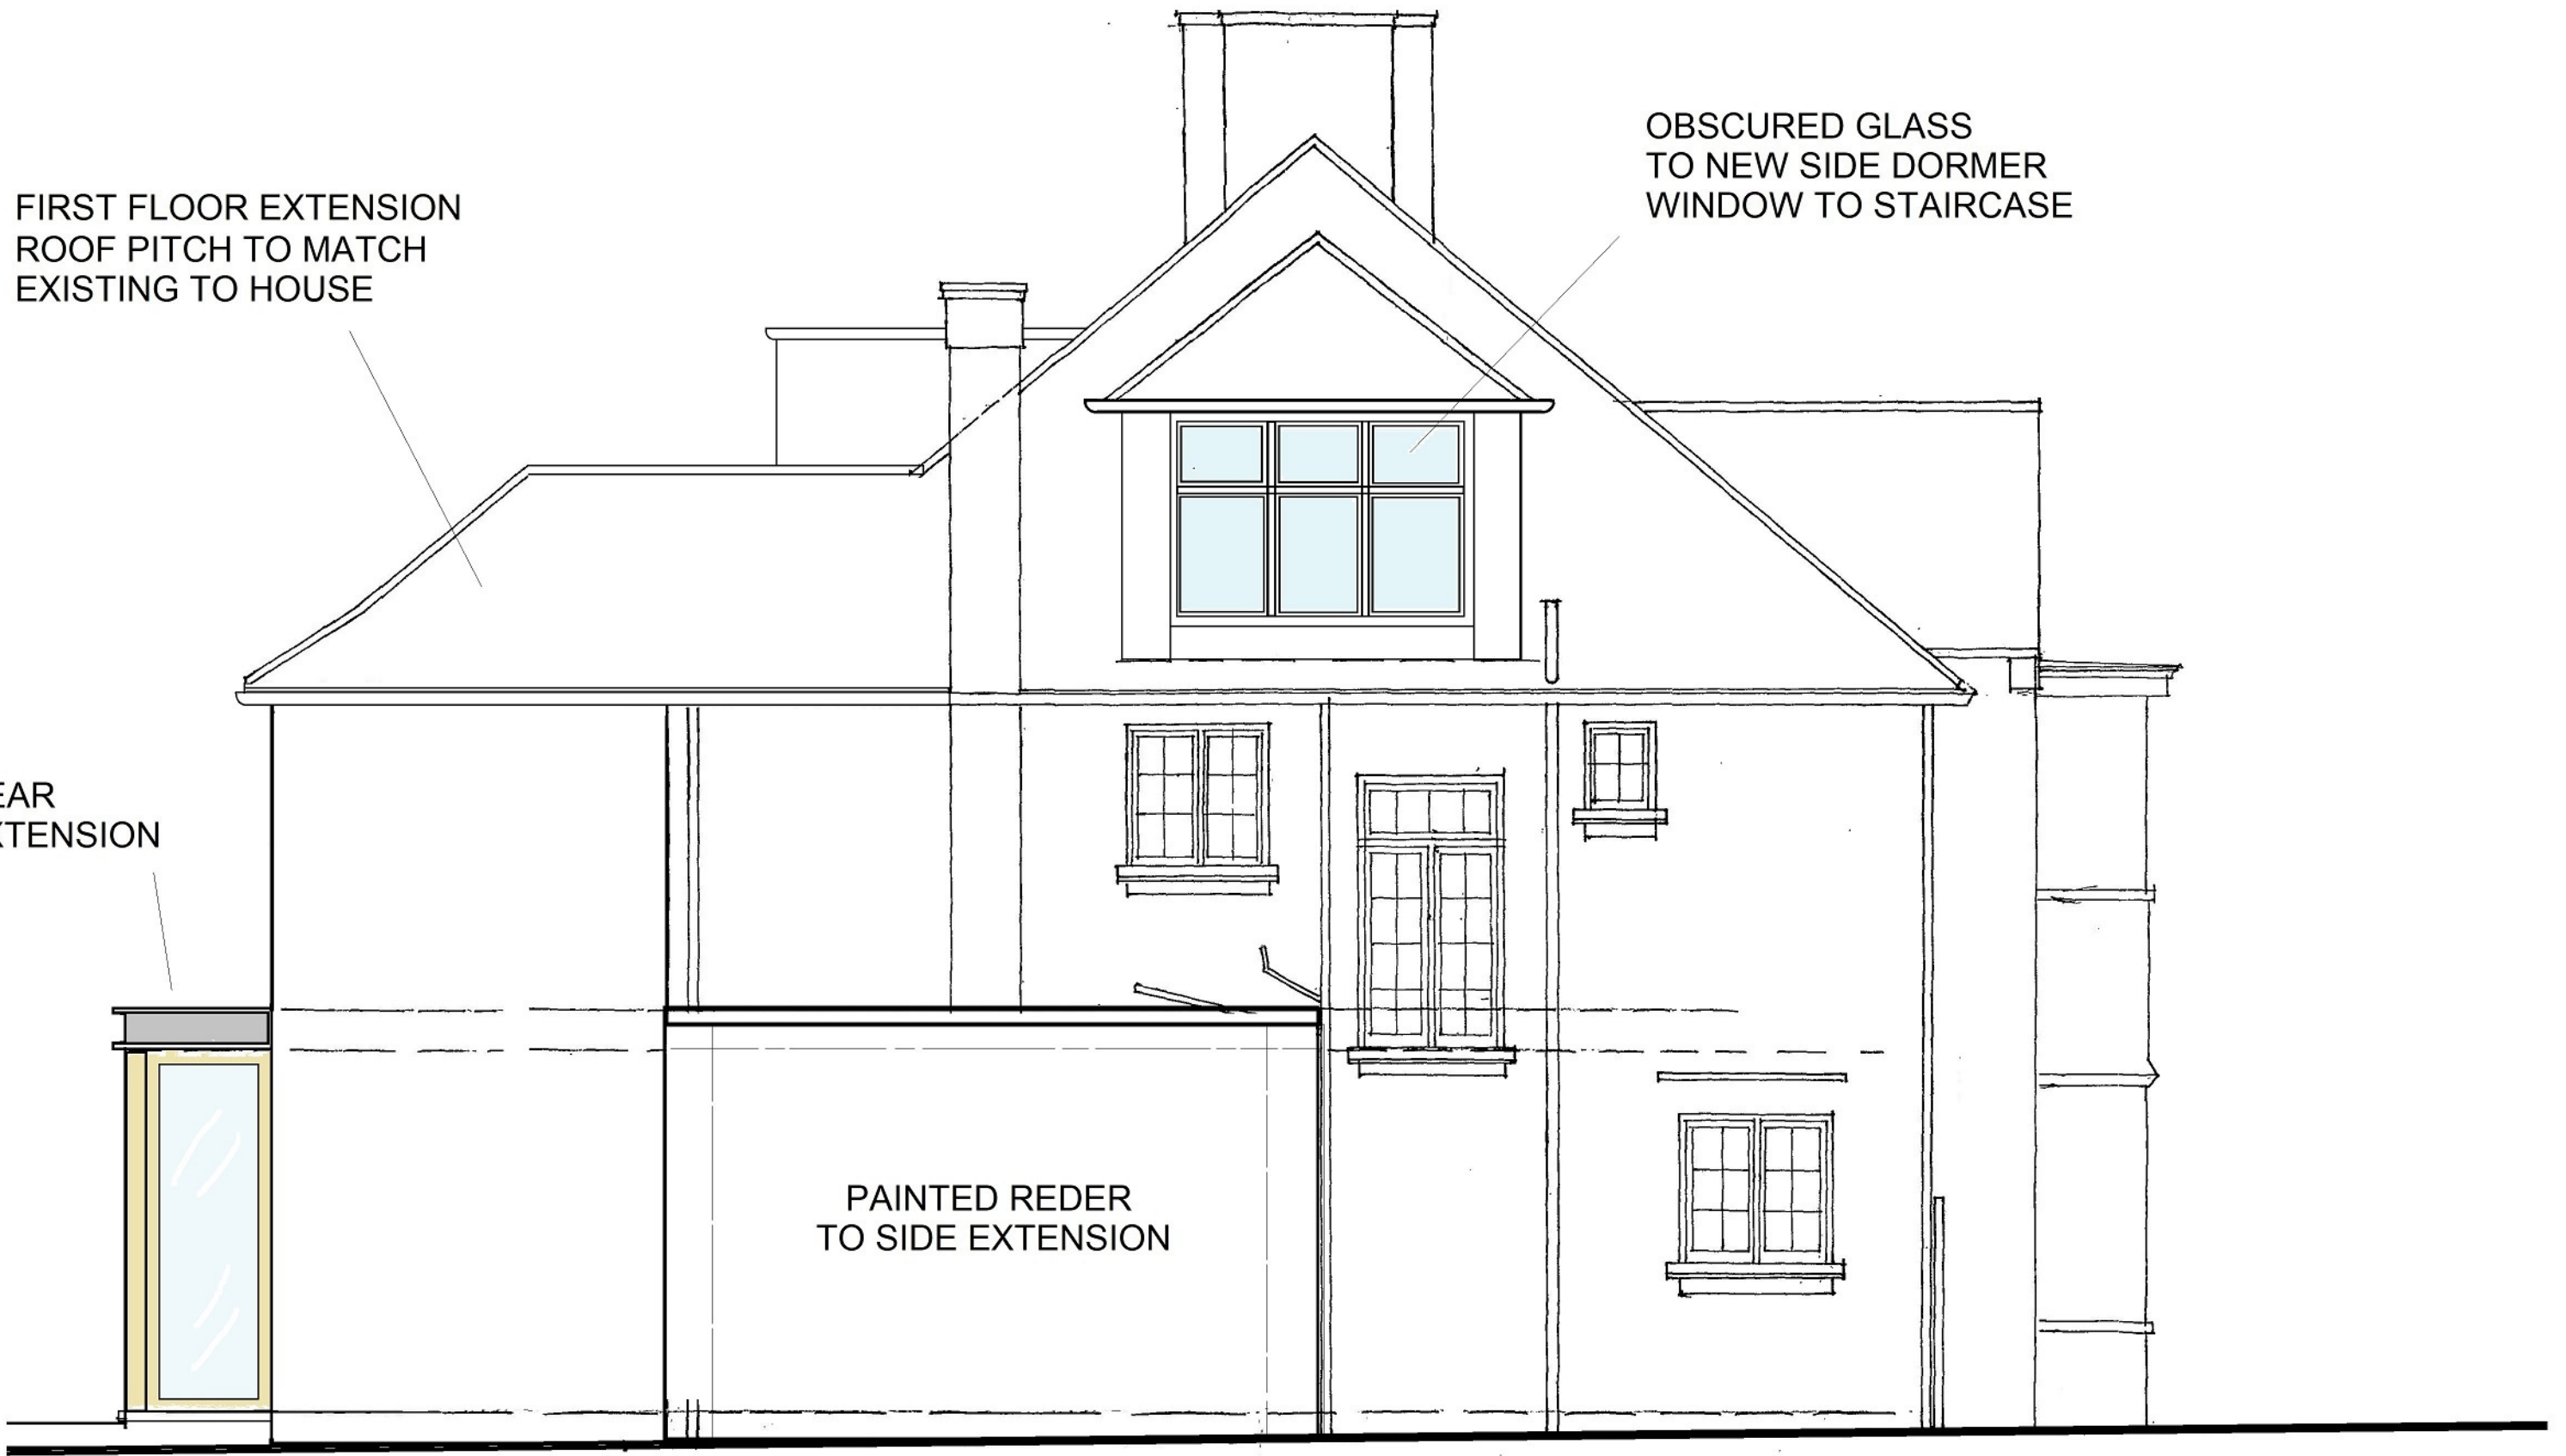 OBSCURED GLASS
TO NEW SIDE DORMER
WINDOW TO STAIRCASE
FIRST FLOOR EXTENSION
ROOF PITCH TO MATCH
EXISTING TO HOUSE
EAR
XTENSION
PAINTED REDER
TO SIDE EXTENSION